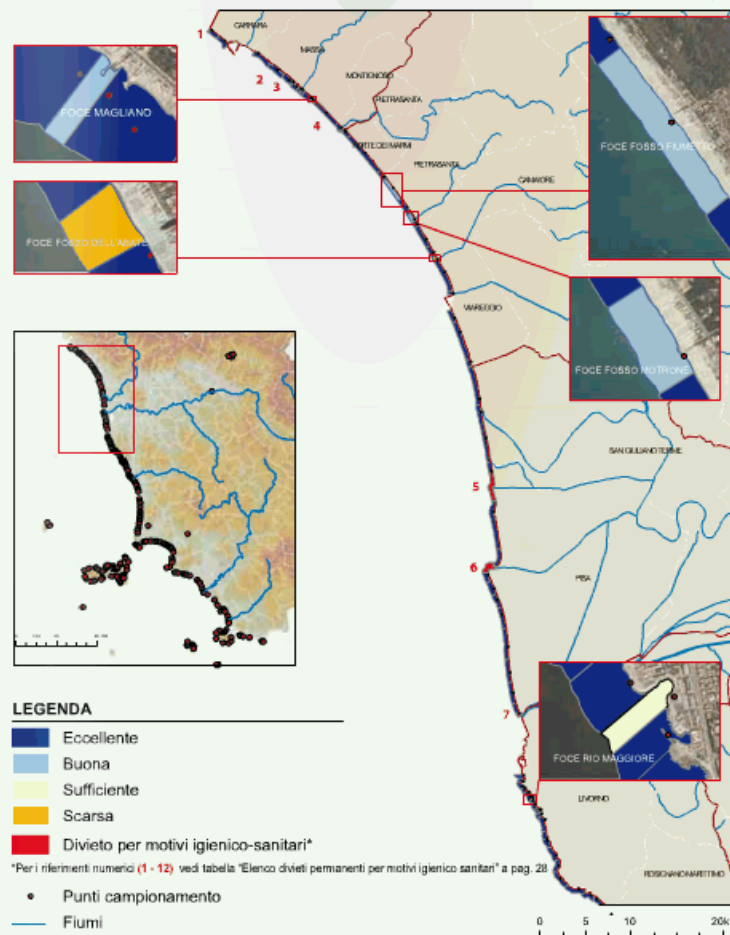 CARRARA
1
MASSA
2
3
MONTIGNOSO
PIETRASANTA
4
FORTE DEI MARMI
PIETRASANTA
CAMAIORE
FOCE MAGLIANO
FOCE FOSSO FIUMETTO
FOCE FOSSO DELL'ABATE
VIAREGGIO
FOCE FOSSO MOTRONE
SAN GIULIANO TERME
5
6
PISA
7
FOCE RIO MAGGIORE
LIVORNO
ROSIGNANO MARITTIMO
LEGENDA
Eccellente
Buona
Sufficiente
Scarsa
Divieto per motivi igienico-sanitari*
*Per i riferimenti numerici (1 - 12) vedi tabella "Elenco divieti permanenti per motivi igienico sanitari" a pag. 28
Punti campionamento
Fiumi
0 5 10 20k